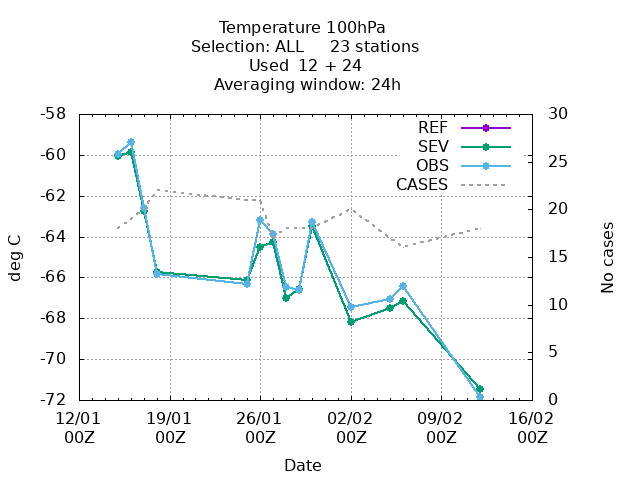 Temperature 100hPa
Selection: ALL     23 stations
Used  12 + 24
Averaging window: 24h
-58
-60
-62
-64
-66
-68
-70
-72
deg C
30
25
20
15
10
5
0
No cases
REF
SEV
OBS
CASES
12/01 19/01 26/01 02/02 09/02 16/02
00Z 00Z 00Z 00Z 00Z 00Z
Date